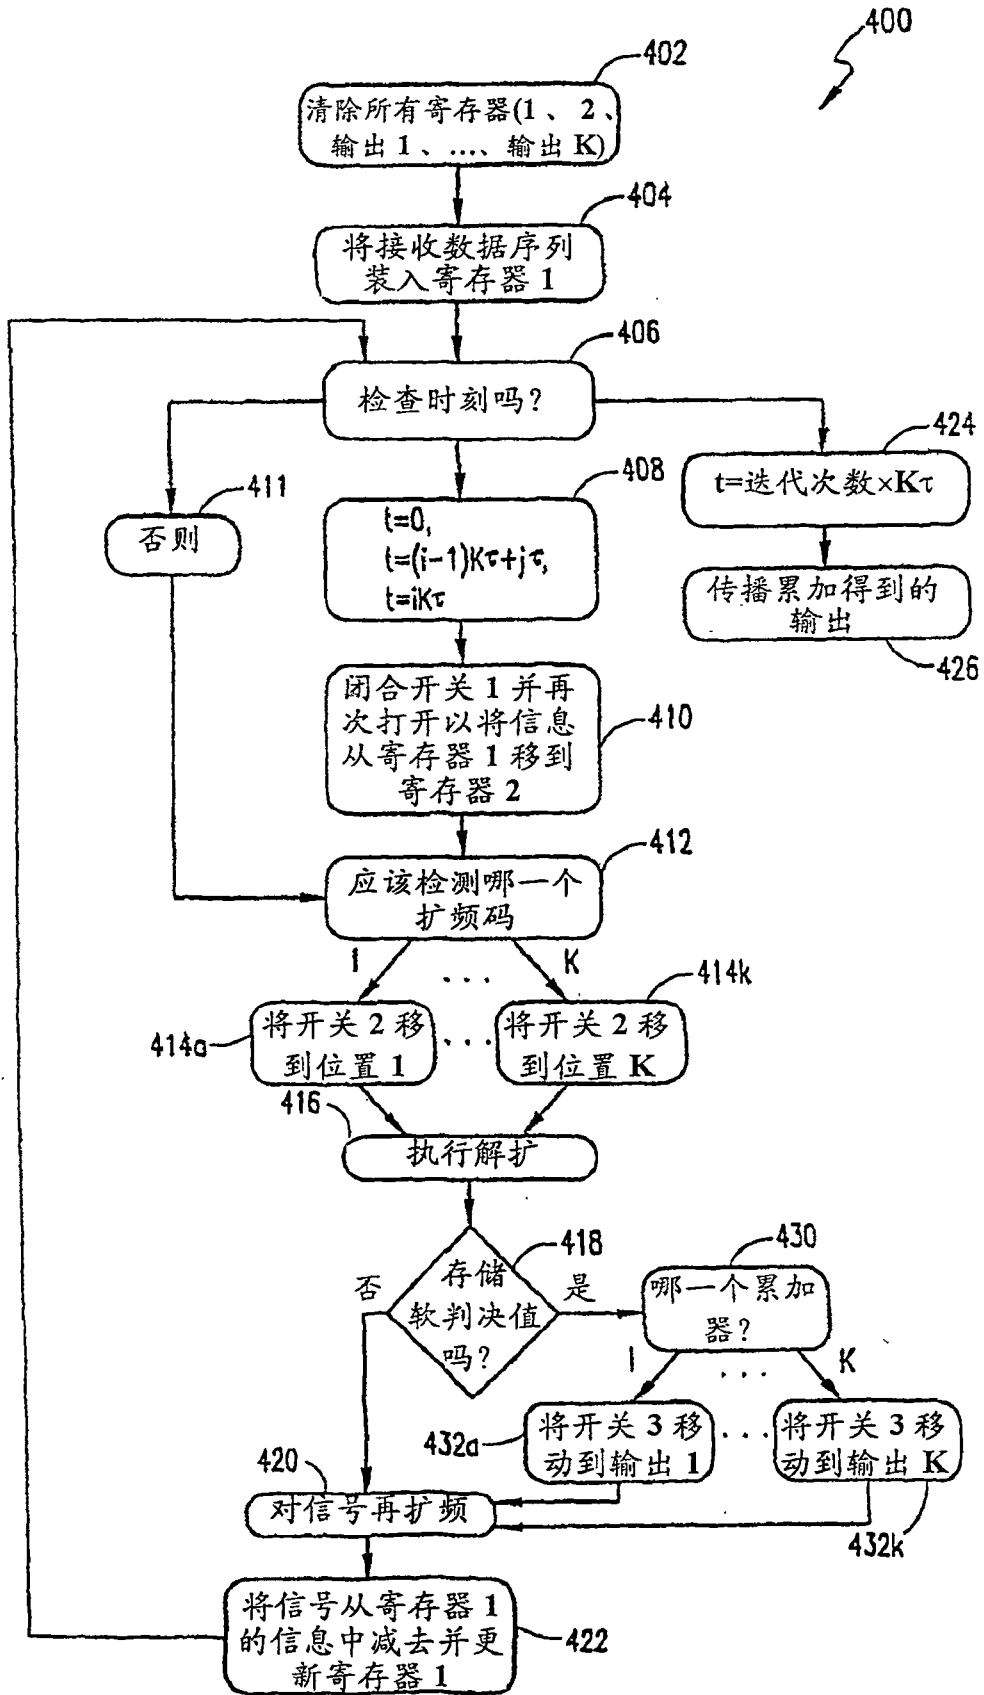 400
402
清除所有寄存器(1、2、
输出1、...、输出K)
404
将接收数据序列
装入寄存器1
406
检查时刻吗?
424
t=迭代次数×Kτ
411
否则
408
t=0,
t=(i-1)Kτ+jτ,
t=iKτ
传播累加得到的
输出
426
闭合开关1并再
次打开以将信息
从寄存器1移到
寄存器2
410
412
应该检测哪一个
扩频码
1
...
K
414k
414a
将开关2移
到位置1
...
将开关2移
到位置K
416
执行解扩
418
430
否
存储
软判决值
吗?
是
哪一个累加
器?
1
...
K
432a
将开关3移
动到输出1
...
将开关3移
动到输出K
432k
420
对信号再扩频
将信号从寄存器1
的信息中减去并更
新寄存器1
422